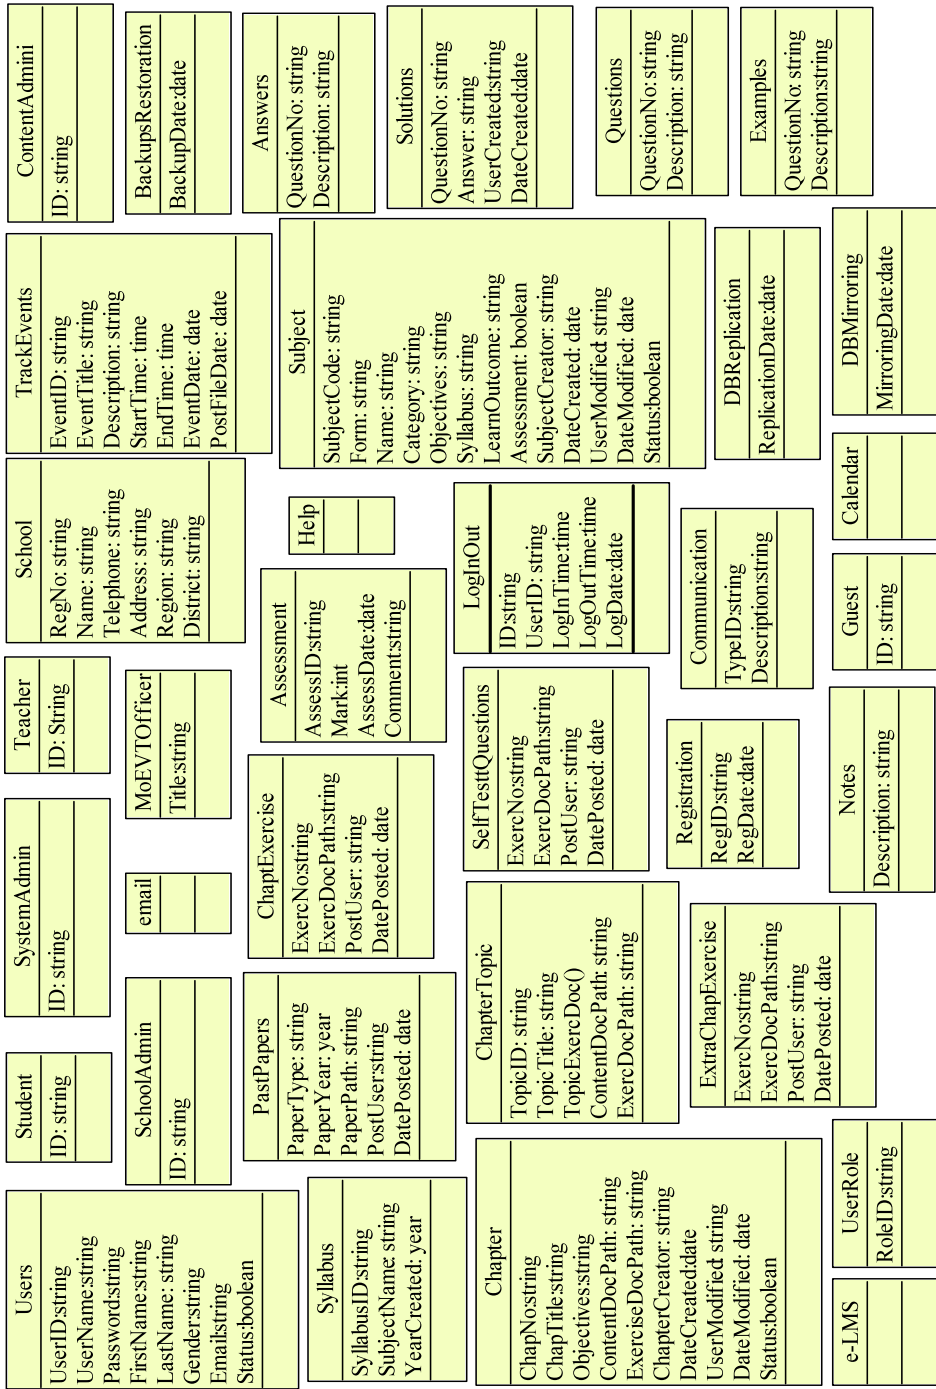 Users
UserID:string
UserName:string
Password:string
FirstName:string
LastName: string
Gender:string
Email:string
Status:boolean
Student
ID: string
SystemAdmin
ID: string
Teacher
ID: String
School
RegNo: string
Name: string
Telephone: string
Address: string
Region: string
District: string
TrackEvents
EventID: string
EventTitle: string
Description: string
StartTime: time
EndTime: time
EventDate: date
PostFileDate: date
ContentAdmini
ID: string
SchoolAdmin
ID: string
email
MoEVTOfficer
Title:string
BackupsRestoration
BackupDate:date
Answers
QuestionNo: string
Description: string
Syllabus
SyllabusID:string
SubjectName: string
YearCreated: year
PastPapers
PaperType: string
PaperYear: year
PaperPath: string
PostUser:string
DatePosted: date
ChaptExercise
ExercNo:string
ExercDocPath:string
PostUser: string
DatePosted: date
Assessment
AssessID:string
Mark:int
AssessDate:date
Comment:string
Help
Subject
SubjectCode: string
Form: string
Name: string
Category: string
Objectives: string
Syllabus: string
LearnOutcome: string
Assessment: boolean
SubjectCreator: string
DateCreated: date
UserModified: string
DateModified: date
Status:boolean
Solutions
QuestionNo: string
Answer: string
UserCreated:string
DateCreated:date
Chapter
ChapNo:string
ChapTitle:string
Objectives:string
ContentDocPath: string
ExerciseDocPath: string
ChapterCreator: string
DateCreated:date
UserModified: string
DateModified: date
Status:boolean
ChapterTopic
TopicID: string
TopicTitle: string
TopicExercDoc()
ContentDocPath: string
ExercDocPath: string
SelfTesttQuestions
ExercNo:string
ExercDocPath:string
PostUser: string
DatePosted: date
LogInOut
ID:string
UserID: string
LogInTime:time
LogOutTime:time
LogDate:date
Questions
QuestionNo: string
Description: string
ExtraChapExercise
ExercNo:string
ExercDocPath:string
PostUser: string
DatePosted: date
Registration
RegID:string
RegDate:date
Communication
TypeID:string
Description:string
DBReplication
ReplicationDate:date
Examples
QuestionNo: string
Description:string
e-LMS
UserRole
RoleID:string
Notes
Description: string
Guest
ID: string
Calendar
DBMirroring
MirroringDate:date